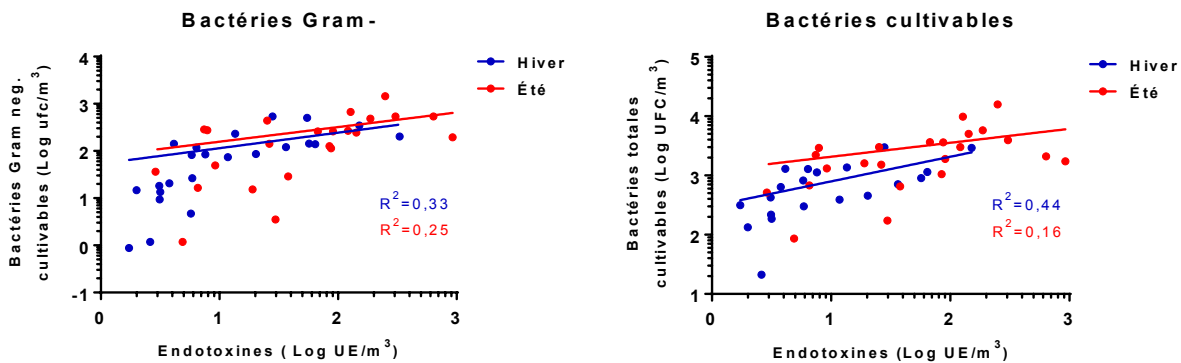 Bactéries Gram-
Bactéries Gram neg.
cultivables (Log ufc/m³)
4
3
2
1
0
-1
Hiver
Été
R²=0,33
R²=0,25
0 1 2 3
Endotoxines ( Log UE/m³)
Bactéries cultivables
Bactéries totales
cultivables (Log UFC/m³)
5
4
3
2
1
Hiver
Été
R²=0,44
R²=0,16
0 1 2 3
Endotoxines (Log UE/m³)